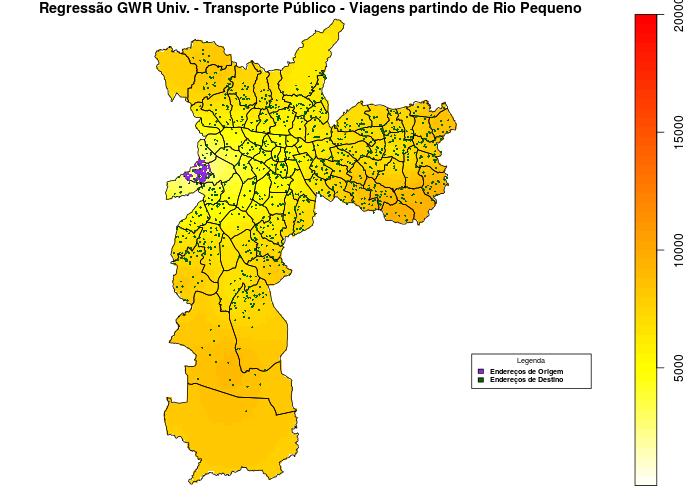 Regressão GWR Univ. - Transporte Público - Viagens partindo de Rio Pequeno
20000
15000
10000
5000
Legenda
Endereços de Origem
Endereços de Destino